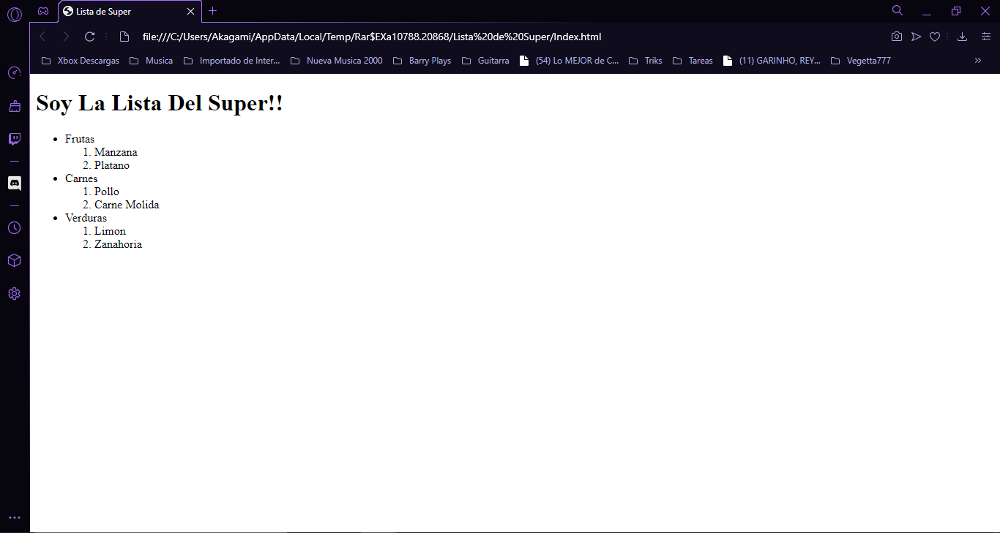 Lista de Super
file:///C:/Users/Akagami/AppData/Local/Temp/Rar$EXa10788.20868/Lista%20de%20Super/Index.html
Xbox Descargas Musica Importado de Inter... Nueva Musica 2000 Barry Plays Guitarra (54) Lo MEJOR de C... Triks Tareas (11) GARINHO, REY... Vegetta777
Soy La Lista Del Super!!
• Frutas
1. Manzana
2. Platano
• Carnes
1. Pollo
2. Carne Molida
• Verduras
1. Limon
2. Zanahoria